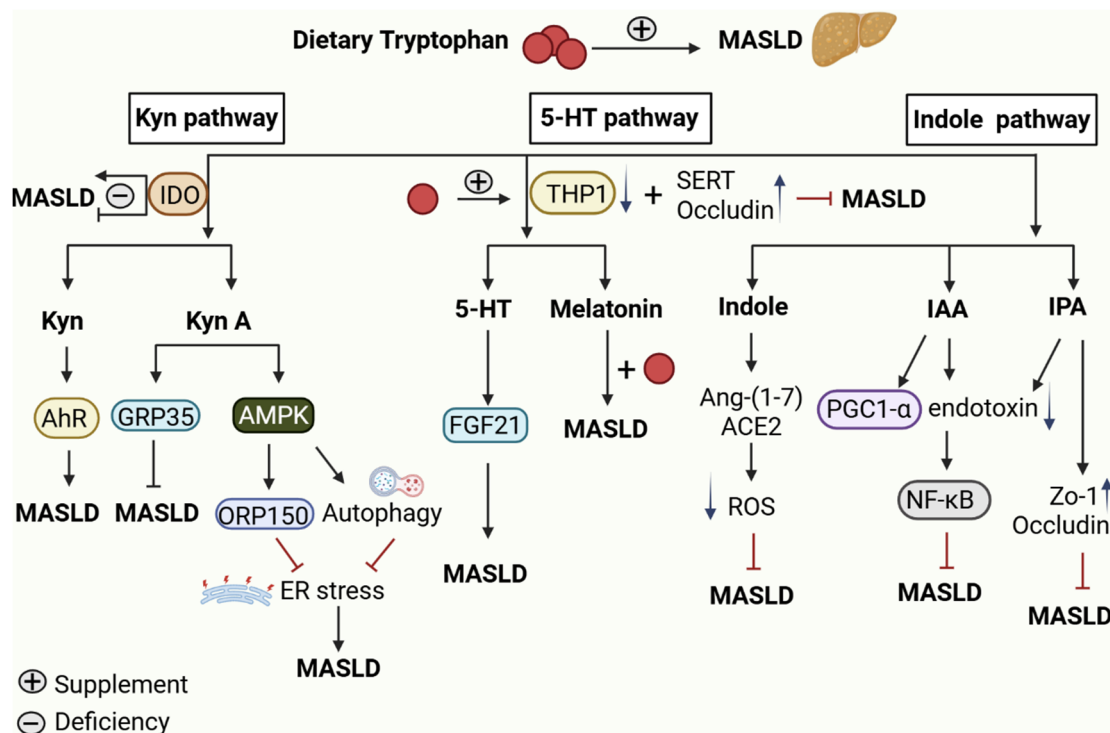 Dietary Tryptophan
MASLD
Kyn pathway
5-HT pathway
Indole pathway
MASLD
IDO
THP1
+
SERT
Occludin
MASLD
Kyn
Kyn A
5-HT
Melatonin
Indole
IAA
IPA
AhR
GRP35
AMPK
FGF21
+
MASLD
Ang-(1-7)
ACE2
PGC1-α
endotoxin
MASLD
MASLD
ORP150
Autophagy
ROS
NF-κB
Zo-1
Occludin
ER stress
MASLD
MASLD
MASLD
MASLD
MASLD
+ Supplement
− Deficiency